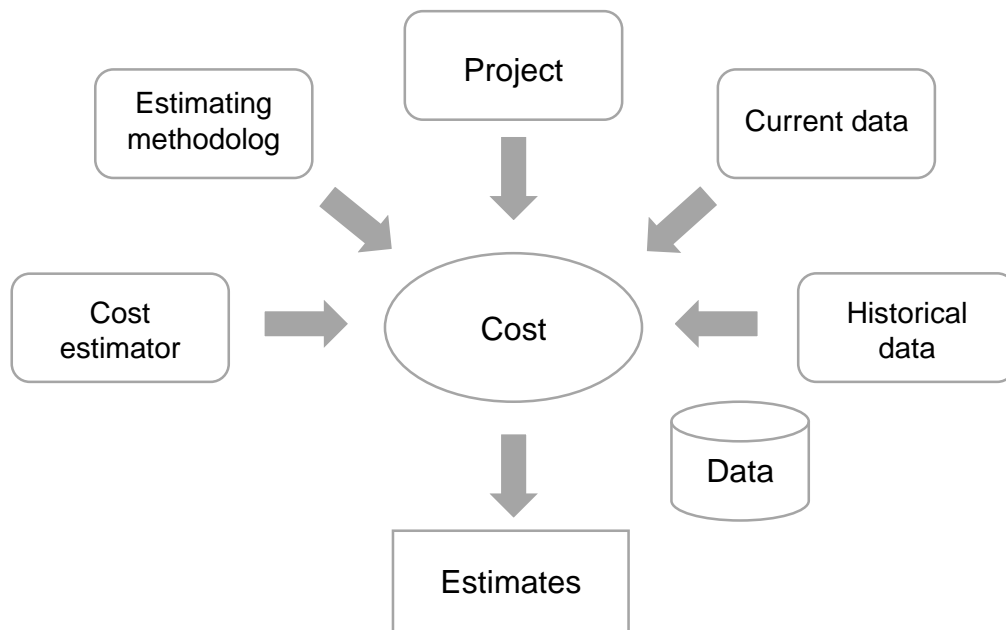 Project
Estimating
methodolog
Current data
Cost
estimator
Cost
Historical
data
Data
Estimates